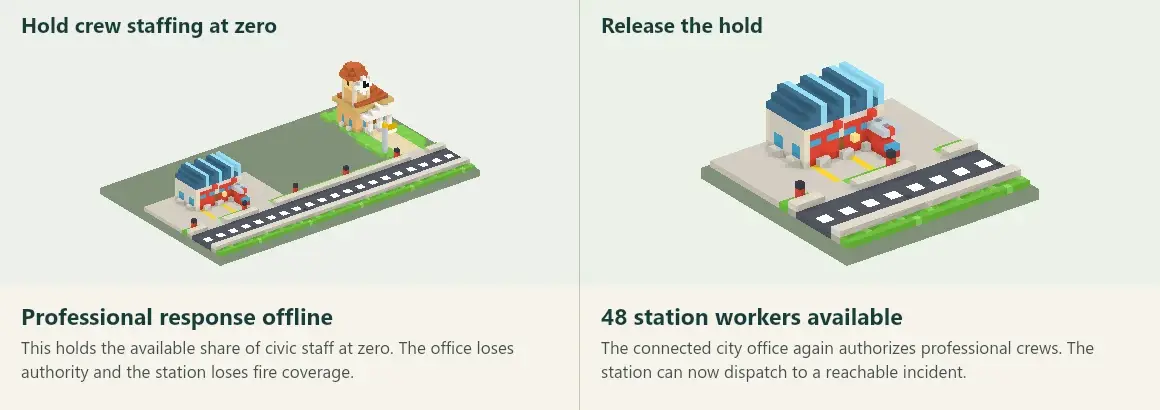 Hold crew staffing at zero
Professional response offline
This holds the available share of civic staff at zero. The office loses
authority and the station loses fire coverage.
Release the hold
48 station workers available
The connected city office again authorizes professional crews. The
station can now dispatch to a reachable incident.